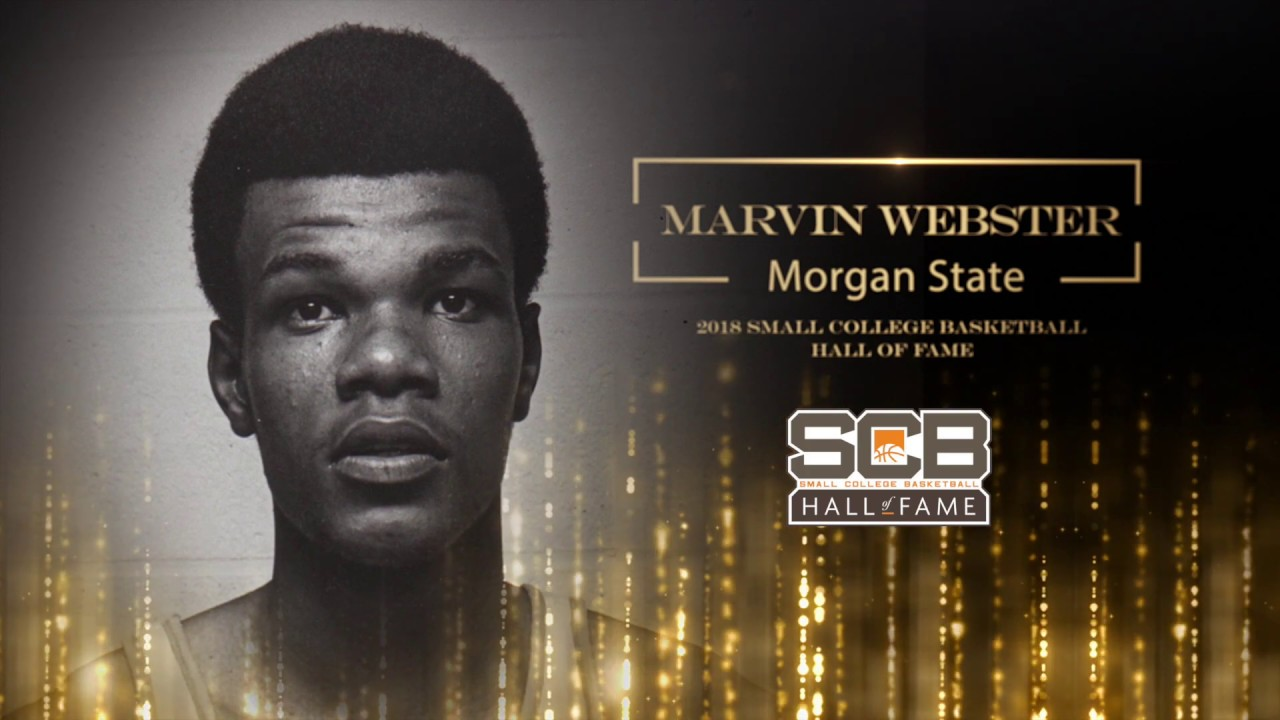 MARVIN WEBSTER
Morgan State
2018 SMALL COLLEGE BASKETBALL
HALL OF FAME
SCB
SMALL COLLEGE BASKETBALL
HALL of FAME